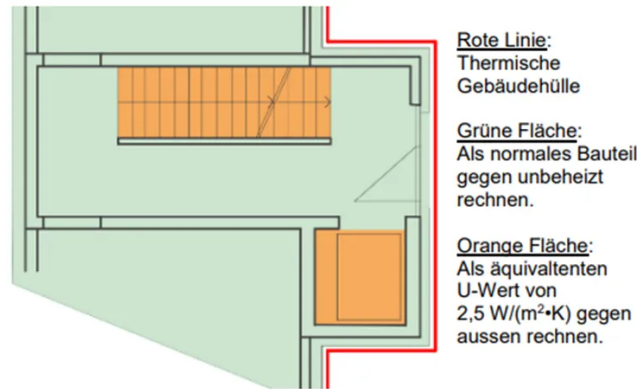 Rote Linie:
Thermische
Gebäudehülle
Grüne Fläche:
Als normales Bauteil
gegen unbeheizt
rechnen.
Orange Fläche:
Als äquivaltenten
U-Wert von
2,5 W/(m²•K) gegen
aussen rechnen.